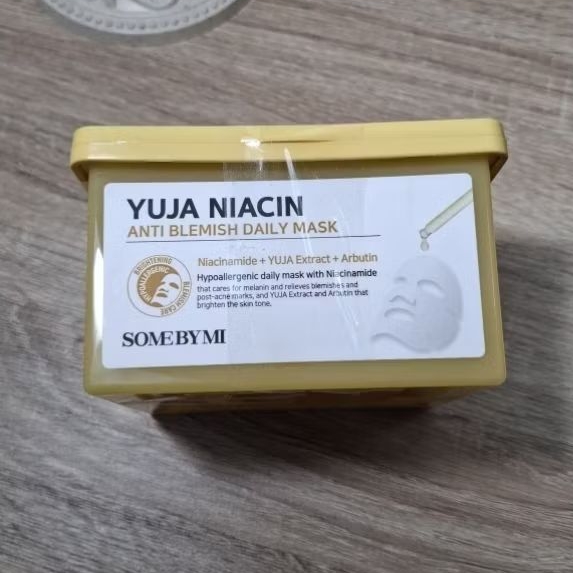 YUJA NIACIN
ANTI BLEMISH DAILY MASK
Niacinamide + YUJA Extract + Arbutin
Hypoallergenic daily mask with Niacinamide
that cares for melanin and relieves blemishes and
post-acne marks, and YUJA Extract and Arbutin that
brighten the skin tone.
BRIGHTENING
HYPOALLERGENIC
BLEMISH CARE
SOME BY MI